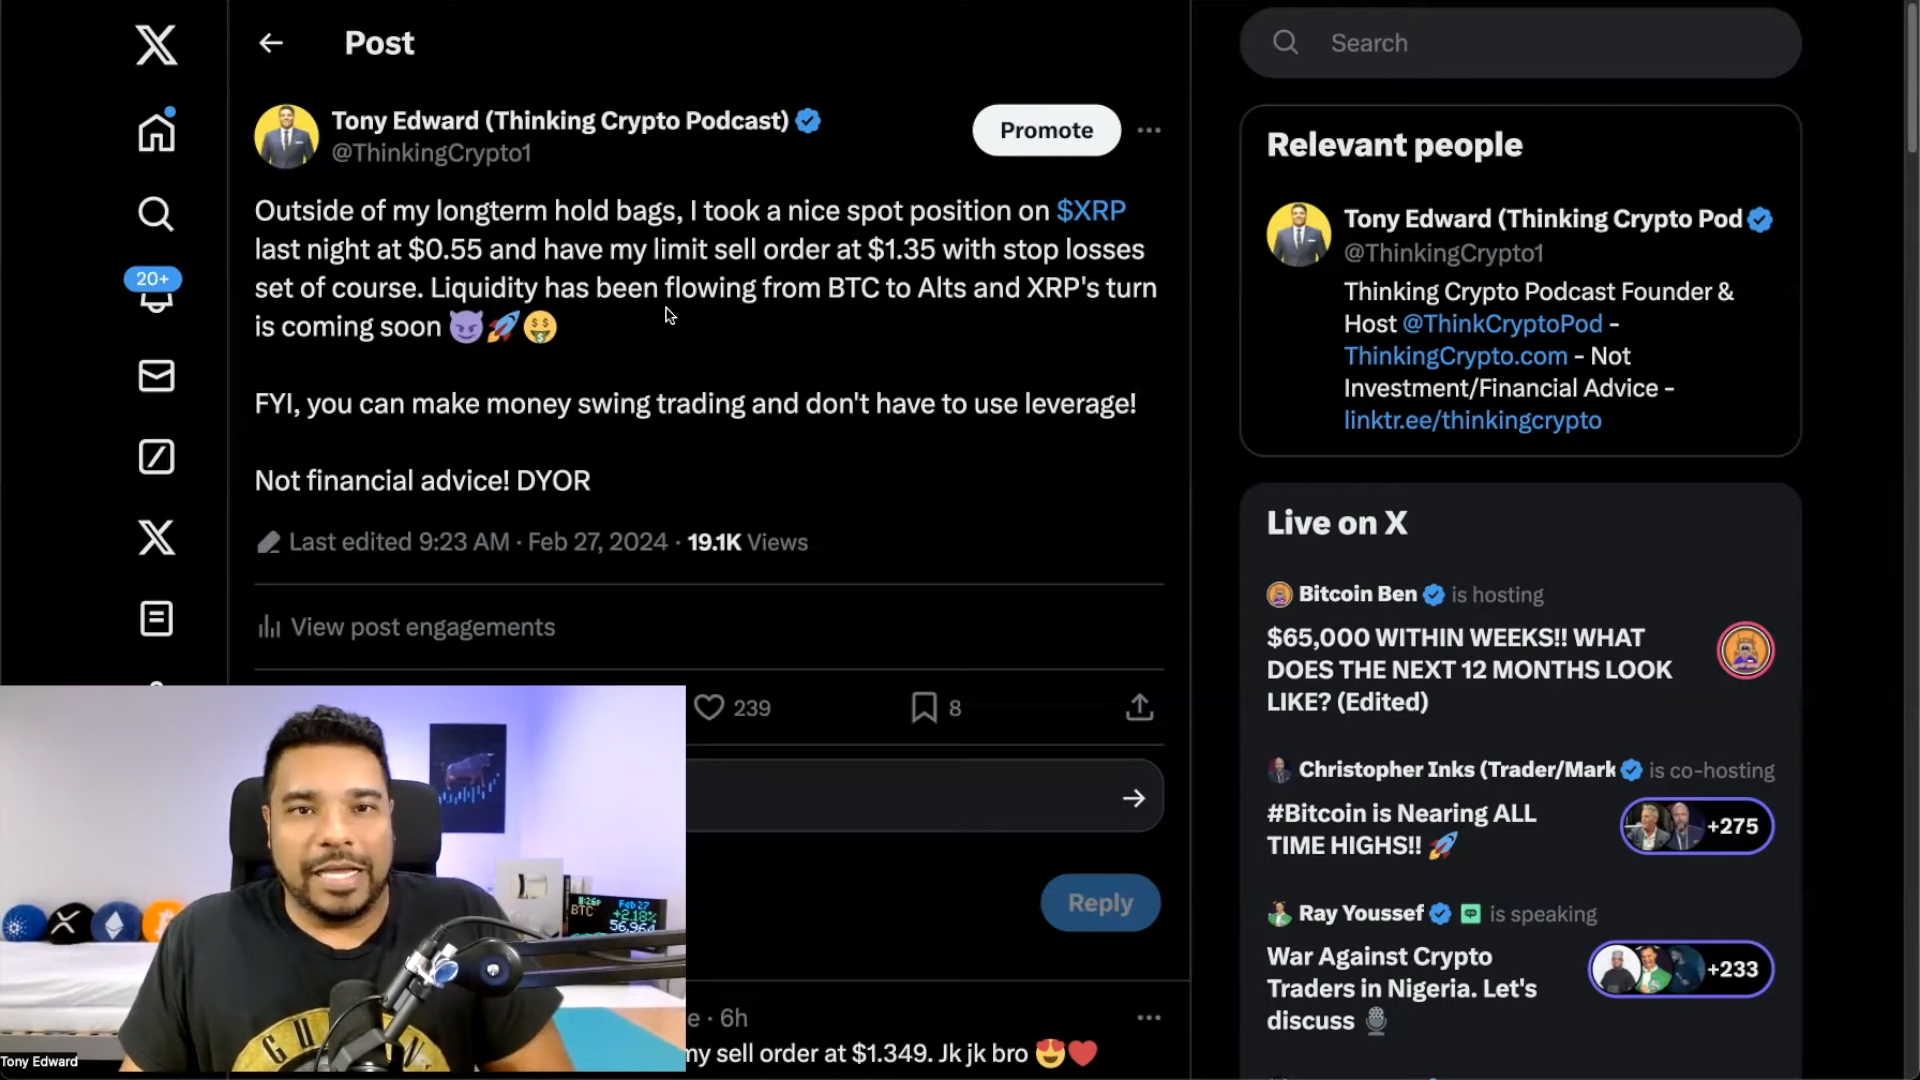 Post
Search
Tony Edward (Thinking Crypto Podcast)
@ThinkingCrypto1
Promote
Outside of my longterm hold bags, I took a nice spot position on $XRP
last night at $0.55 and have my limit sell order at $1.35 with stop losses
set of course. Liquidity has been flowing from BTC to Alts and XRP's turn
is coming soon 😈🚀🤑
FYI, you can make money swing trading and don't have to use leverage!
Not financial advice! DYOR
Last edited 9:23 AM · Feb 27, 2024 · 19.1K Views
View post engagements
239
8
Reply
e · 6h
my sell order at $1.349. Jk jk bro 😍❤️
20+
Relevant people
Tony Edward (Thinking Crypto Pod
@ThinkingCrypto1
Thinking Crypto Podcast Founder &
Host @ThinkCryptoPod -
ThinkingCrypto.com - Not
Investment/Financial Advice -
linktr.ee/thinkingcrypto
Live on X
Bitcoin Ben is hosting
$65,000 WITHIN WEEKS!! WHAT
DOES THE NEXT 12 MONTHS LOOK
LIKE? (Edited)
Christopher Inks (Trader/Mark is co-hosting
#Bitcoin is Nearing ALL
TIME HIGHS!! 🚀
+275
Ray Youssef is speaking
War Against Crypto
Traders in Nigeria. Let's
discuss 🎙️
+233
8:26p Feb 27
BTC +2.18%
56,964
Tony Edward